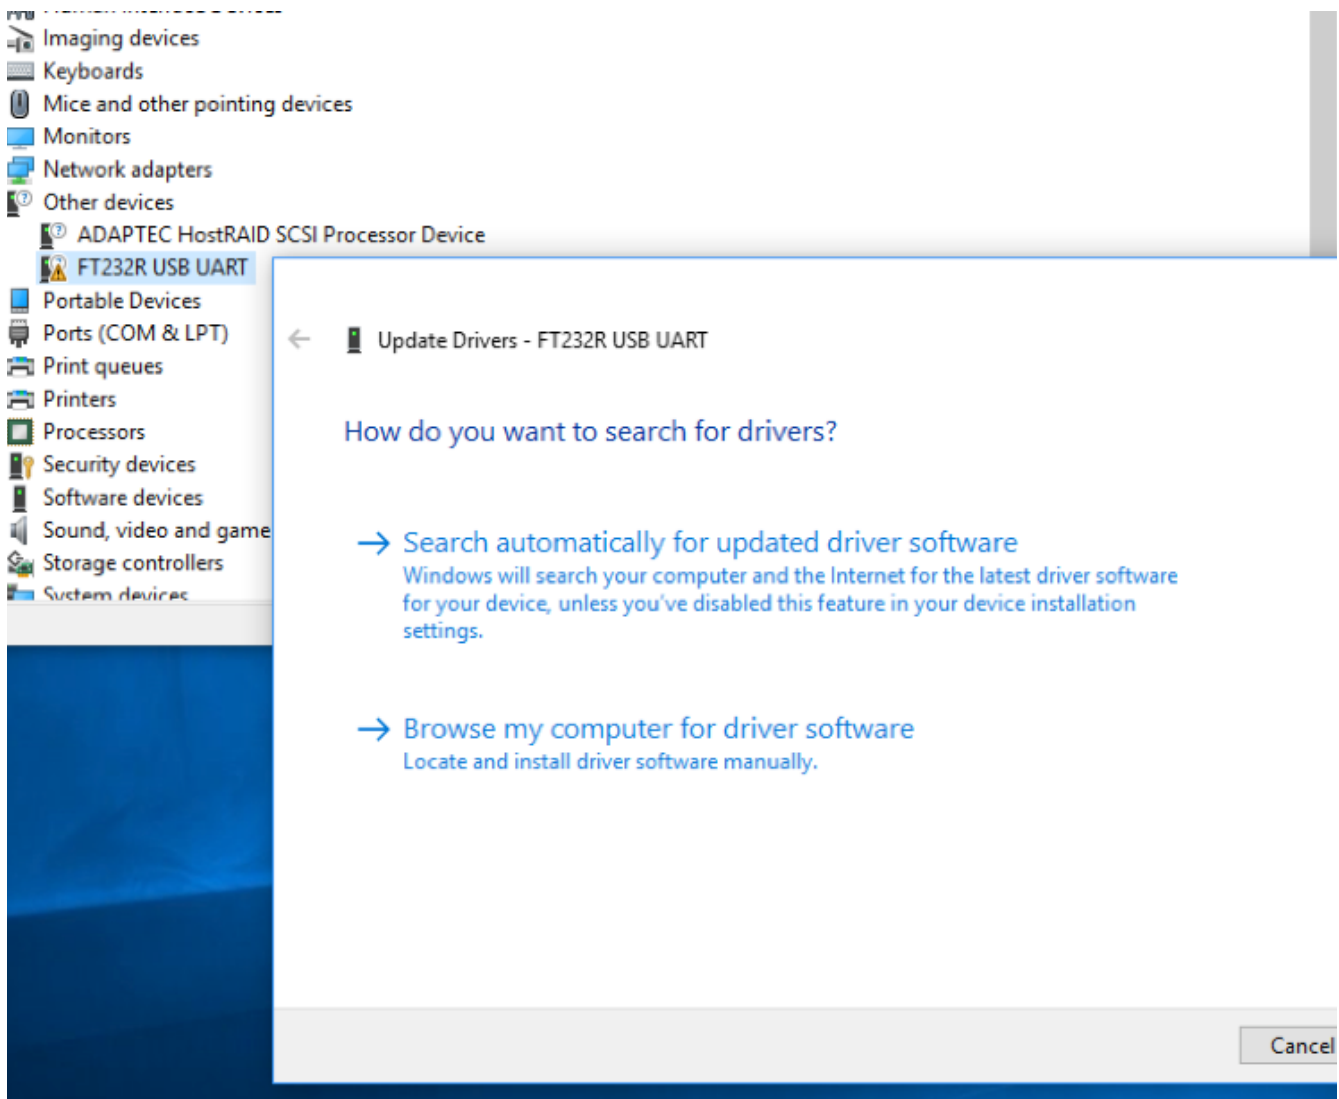 Imaging devices
Keyboards
Mice and other pointing devices
Monitors
Network adapters
Other devices
ADAPTEC HostRAID SCSI Processor Device
FT232R USB UART
Portable Devices
Ports (COM & LPT)
Print queues
Printers
Processors
Security devices
Software devices
Sound, video and game
Storage controllers
System devices
Update Drivers - FT232R USB UART
How do you want to search for drivers?
Search automatically for updated driver software
Windows will search your computer and the Internet for the latest driver software
for your device, unless you've disabled this feature in your device installation
settings.
Browse my computer for driver software
Locate and install driver software manually.
Cancel